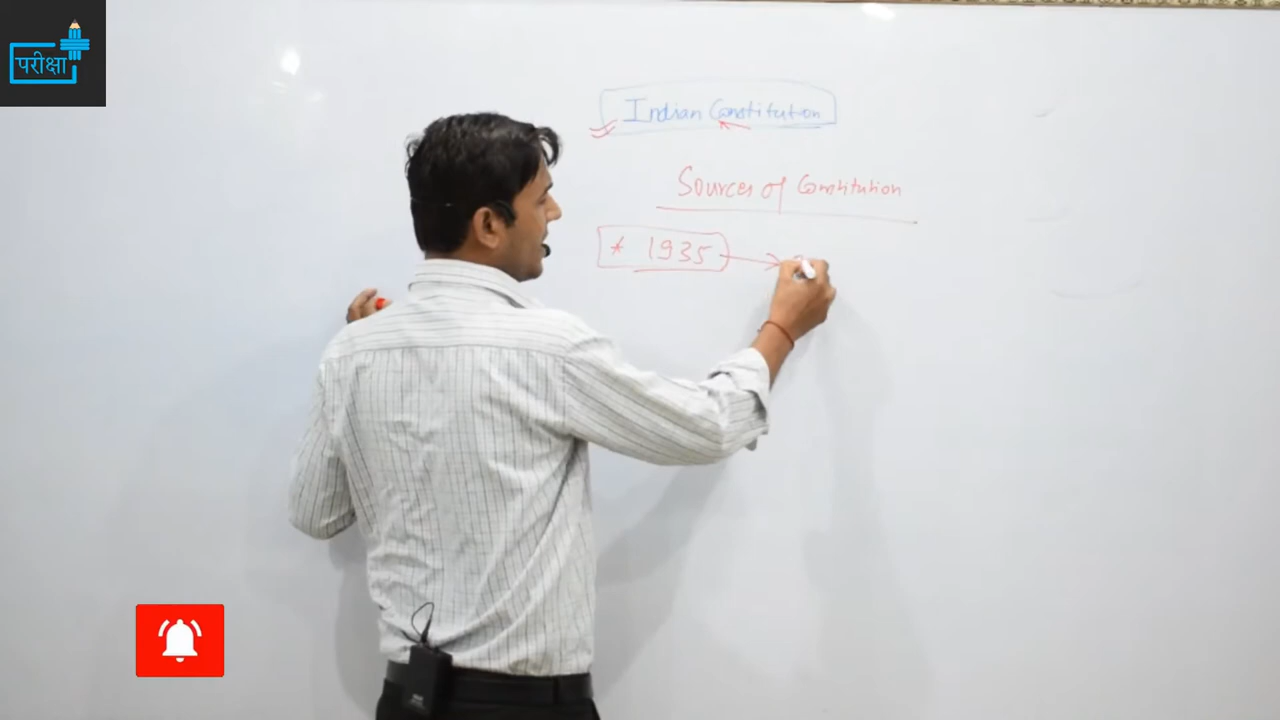 परीक्षा
Indian Constitution
Sources of Constitution
* 1935